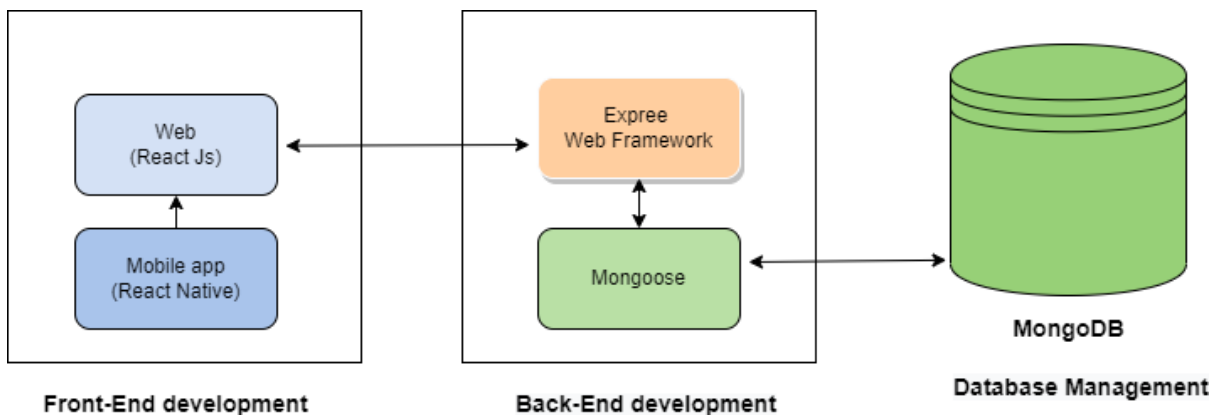 Web
(React Js)
Mobile app
(React Native)
Front-End development
Expree
Web Framework
Mongoose
Back-End development
MongoDB
Database Management